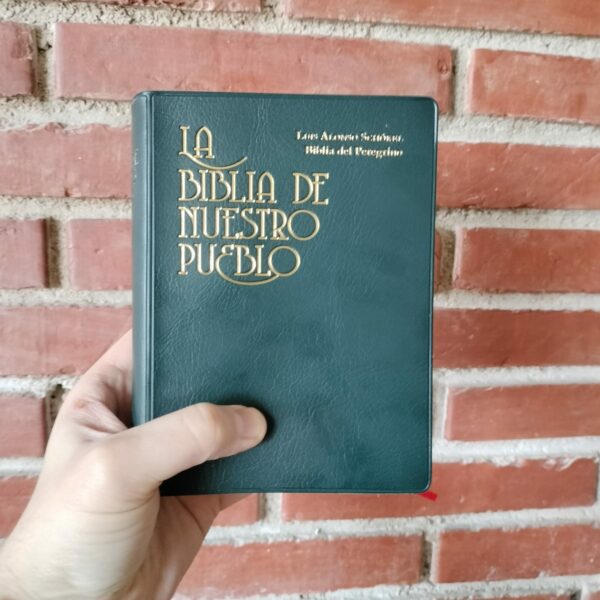 LA
BIBLIA DE
NUESTRO
PUEBLO
LUIS ALONSO SCHÖKEL
Biblia del Peregrino